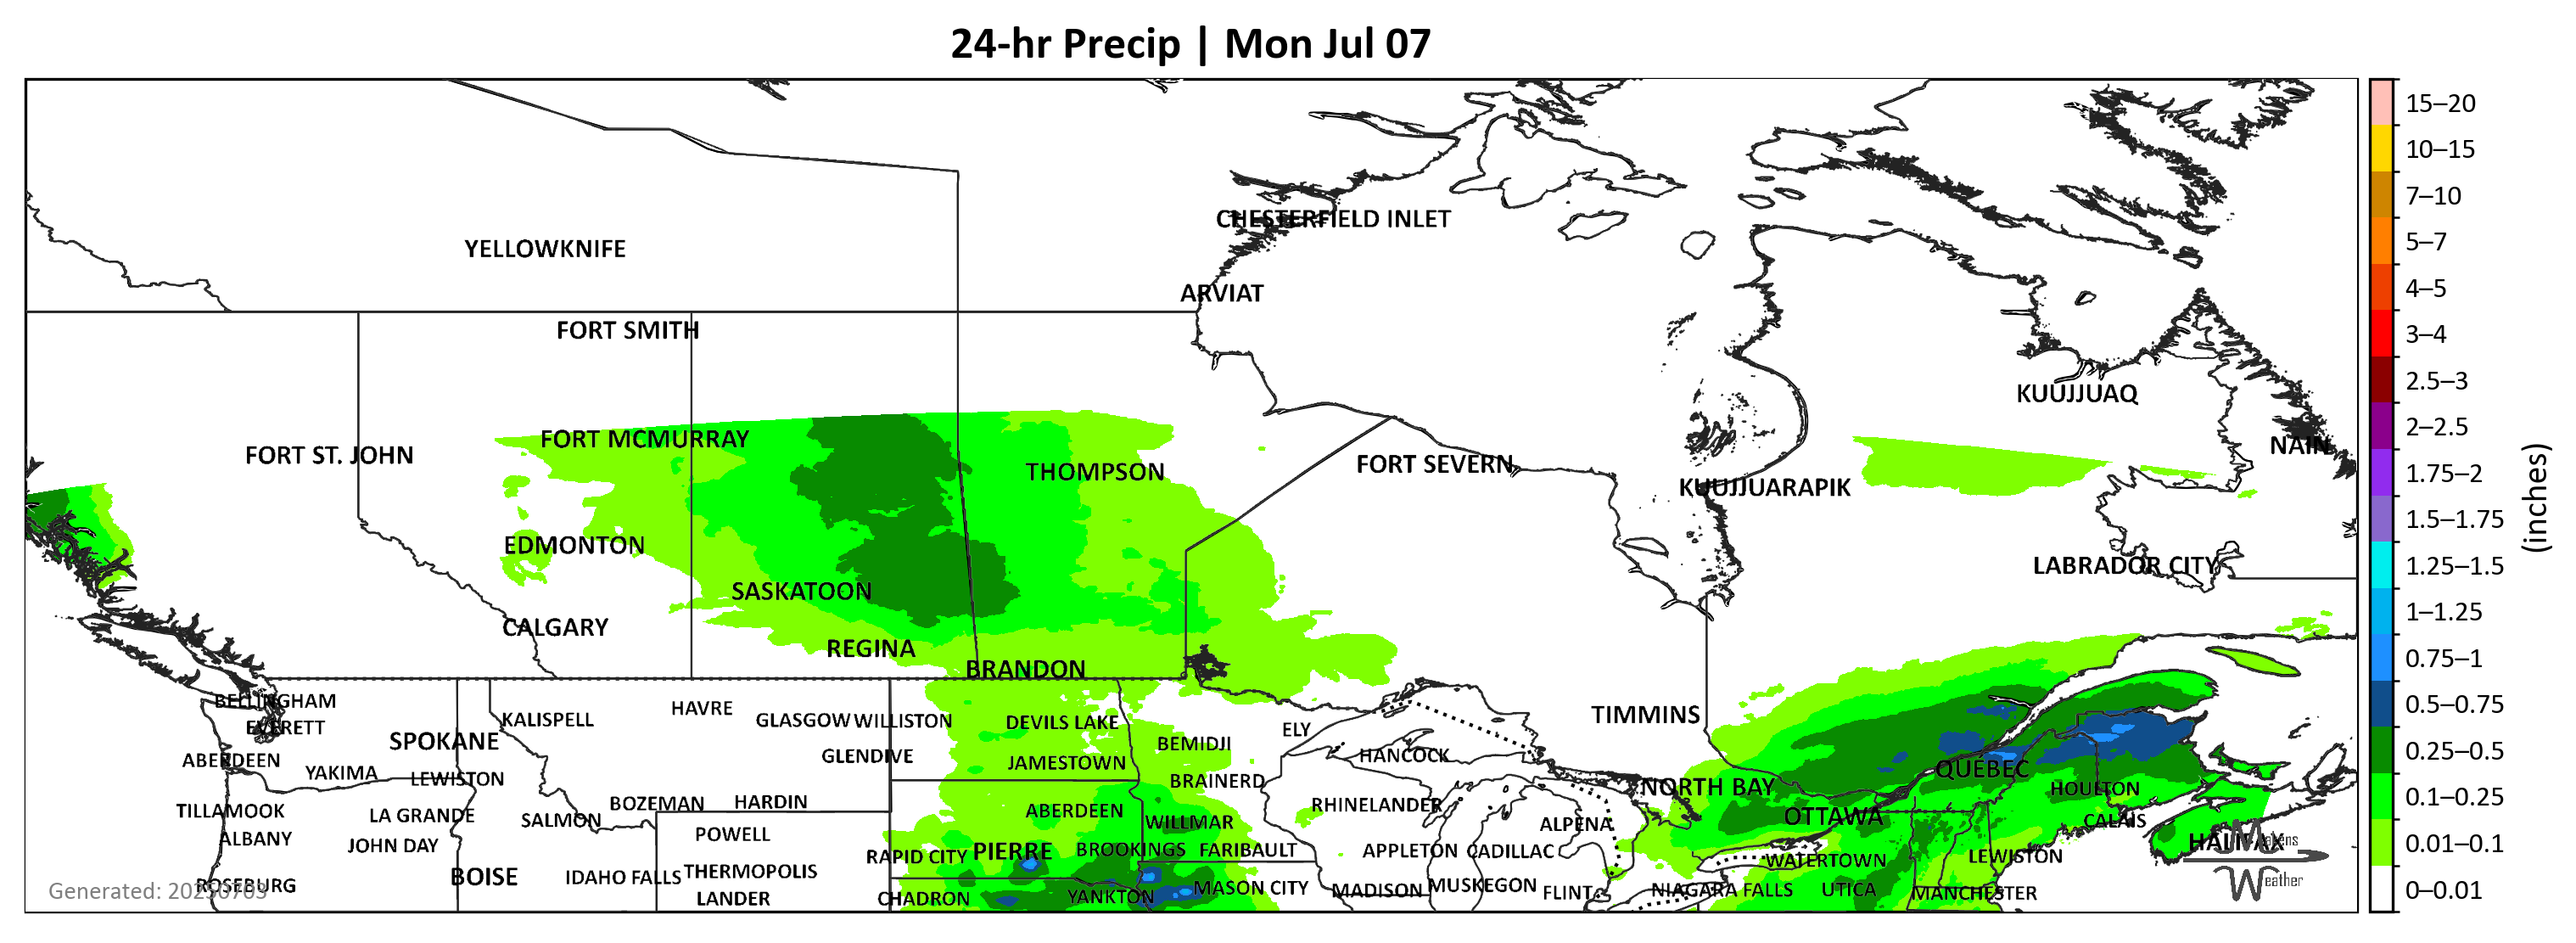 24-hr Precip | Mon Jul 07
15–20
10–15
7–10
5–7
4–5
3–4
2.5–3
2–2.5
1.75–2
1.5–1.75
1.25–1.5
1–1.25
0.75–1
0.5–0.75
0.25–0.5
0.1–0.25
0.01–0.1
0–0.01
(inches)
CHESTERFIELD INLET
YELLOWKNIFE
ARVIAT
FORT SMITH
KUUJJUAQ
FORT MCMURRAY
NAIN
FORT ST. JOHN
FORT SEVERN
THOMPSON
KUUJJUARAPIK
EDMONTON
LABRADOR CITY
SASKATOON
CALGARY
REGINA
BRANDON
BELLINGHAM
HAVRE
KALISPELL
GLASGOW
WILLISTON
DEVILS LAKE
TIMMINS
EVERETT
ELY
SPOKANE
BEMIDJI
ABERDEEN
GLENDIVE
JAMESTOWN
HANCOCK
QUEBEC
YAKIMA
LEWISTON
BRAINERD
NORTH BAY
HOULTON
BOZEMAN
HARDIN
RHINELANDER
TILLAMOOK
LA GRANDE
SALMON
ABERDEEN
WILLMAR
ALPENA
OTTAWA
CALAIS
ALBANY
JOHN DAY
POWELL
HALIFAX
RAPID CITY
PIERRE
BROOKINGS
FARIBAULT
APPLETON
CADILLAC
WATERTOWN
LEWISTON
BOISE
IDAHO FALLS
THERMOPOLIS
ROSEBURG
MASON CITY
MADISON
MUSKEGON
FLINT
NIAGARA FALLS
UTICA
MANCHESTER
LANDER
CHADRON
YANKTON
Generated: 20250703
Weather